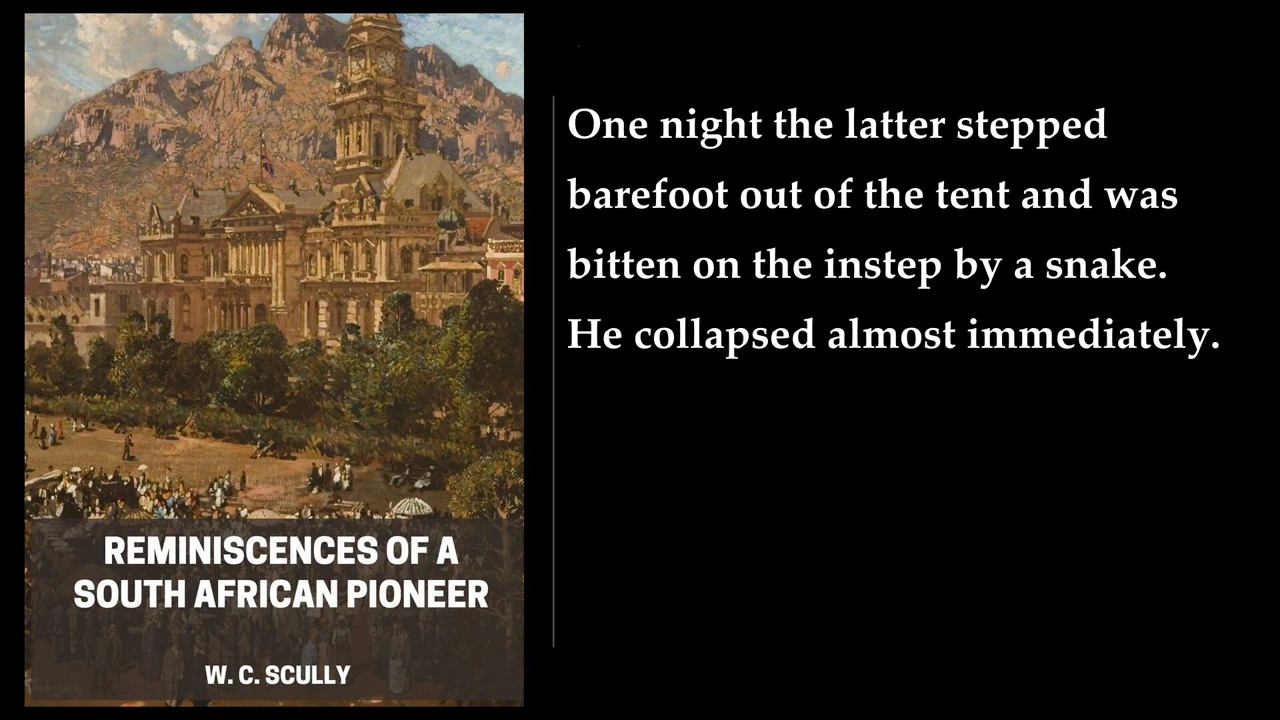 One night the latter stepped
barefoot out of the tent and was
bitten on the instep by a snake.
He collapsed almost immediately.
REMINISCENCES OF A
SOUTH AFRICAN PIONEER
W. C. SCULLY